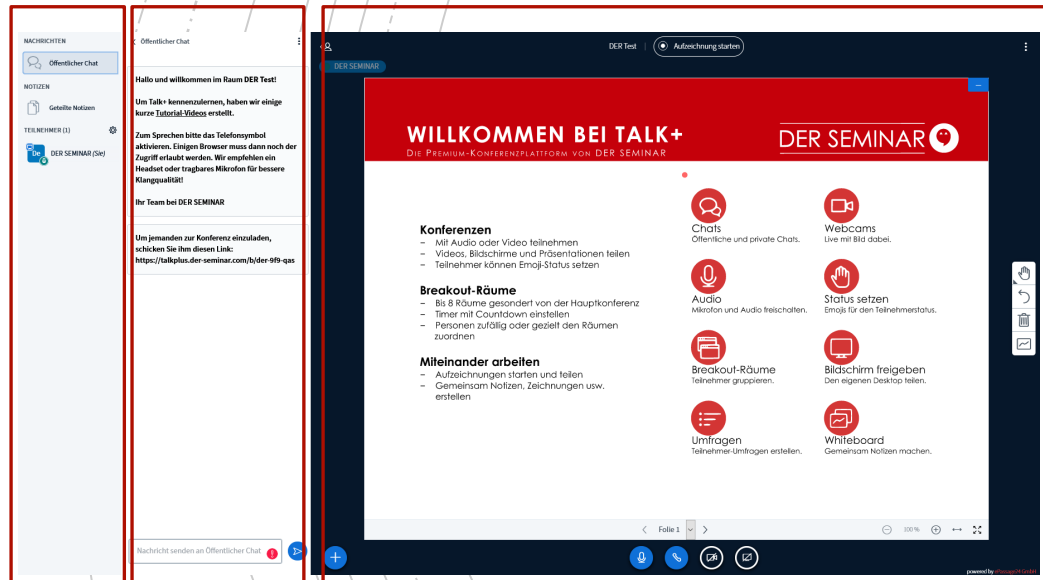 NACHRICHTEN
Öffentlicher Chat
NOTIZEN
Geteilte Notizen
TEILNEHMER (1)
De
DER SEMINAR (Sie)
Öffentlicher Chat
Hallo und willkommen im Raum DER Test!
Um Talk+ kennenzulernen, haben wir einige
kurze Tutorial-Videos erstellt.
Zum Sprechen bitte das Telefonsymbol
aktivieren. Einigen Browser muss dann noch der
Zugriff erlaubt werden. Wir empfehlen ein
Headset oder tragbares Mikrofon für bessere
Klangqualität!
Ihr Team bei DER SEMINAR
Um jemanden zur Konferenz einzuladen,
schicken Sie ihm diesen Link:
https://talkplus.der-seminar.com/b/der-9f9-qas
Nachricht senden an Öffentlicher Chat
DER Test
Aufzeichnung starten
DER SEMINAR
WILLKOMMEN BEI TALK+
DIE PREMIUM-KONFERENZPLATTFORM VON DER SEMINAR
DER SEMINAR
Konferenzen
– Mit Audio oder Video teilnehmen
– Videos, Bildschirme und Präsentationen teilen
– Teilnehmer können Emoji-Status setzen
Breakout-Räume
– Bis 8 Räume gesondert von der Hauptkonferenz
– Timer mit Countdown einstellen
– Personen zufällig oder gezielt den Räumen
zuordnen
Miteinander arbeiten
– Aufzeichnungen starten und teilen
– Gemeinsam Notizen, Zeichnungen usw.
erstellen
Chats
Öffentliche und private Chats.
Webcams
Live mit Bild dabei.
Audio
Mikrofon und Audio freischalten.
Status setzen
Emojis für den Teilnehmerstatus.
Breakout-Räume
Teilnehmer gruppieren.
Bildschirm freigeben
Den eigenen Desktop teilen.
Umfragen
Teilnehmer-Umfragen erstellen.
Whiteboard
Gemeinsam Notizen machen.
Folie 1
100 %
powered by ePassage24 GmbH